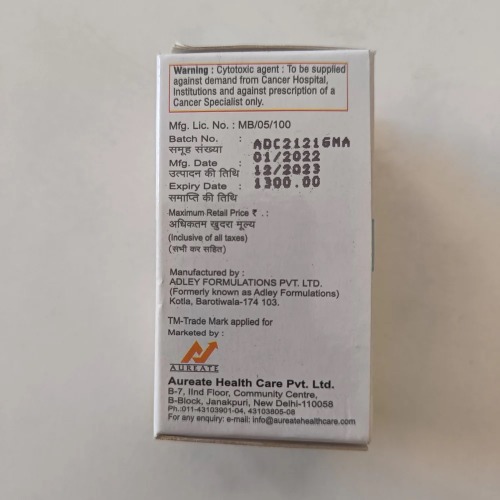 Warning : Cytotoxic agent : To be supplied
against demand from Cancer Hospital,
Institutions and against prescription of a
Cancer Specialist only.
Mfg. Lic. No. : MB/05/100
Batch No. : ADC21216MA
समूह संख्या
Mfg. Date : 01/2022
उत्पादन की तिथि 12/2023
Expiry Date : 1300.00
समाप्ति की तिथि
Maximum Retail Price ₹ . :
अधिकतम खुदरा मूल्य
(Inclusive of all taxes)
(सभी कर सहित)
Manufactured by :
ADLEY FORMULATIONS PVT. LTD.
(Formerly known as Adley Formulations)
Kotla, Barotiwala-174 103.
TM-Trade Mark applied for
Marketed by :
AUREATE
Aureate Health Care Pvt. Ltd.
B-7, IInd Floor, Community Centre,
B-Block, Janakpuri, New Delhi-110058
Ph.:011-43103901-04, 43103805-08
For any enquiry: e-mail: info@aureatehealthcare.com